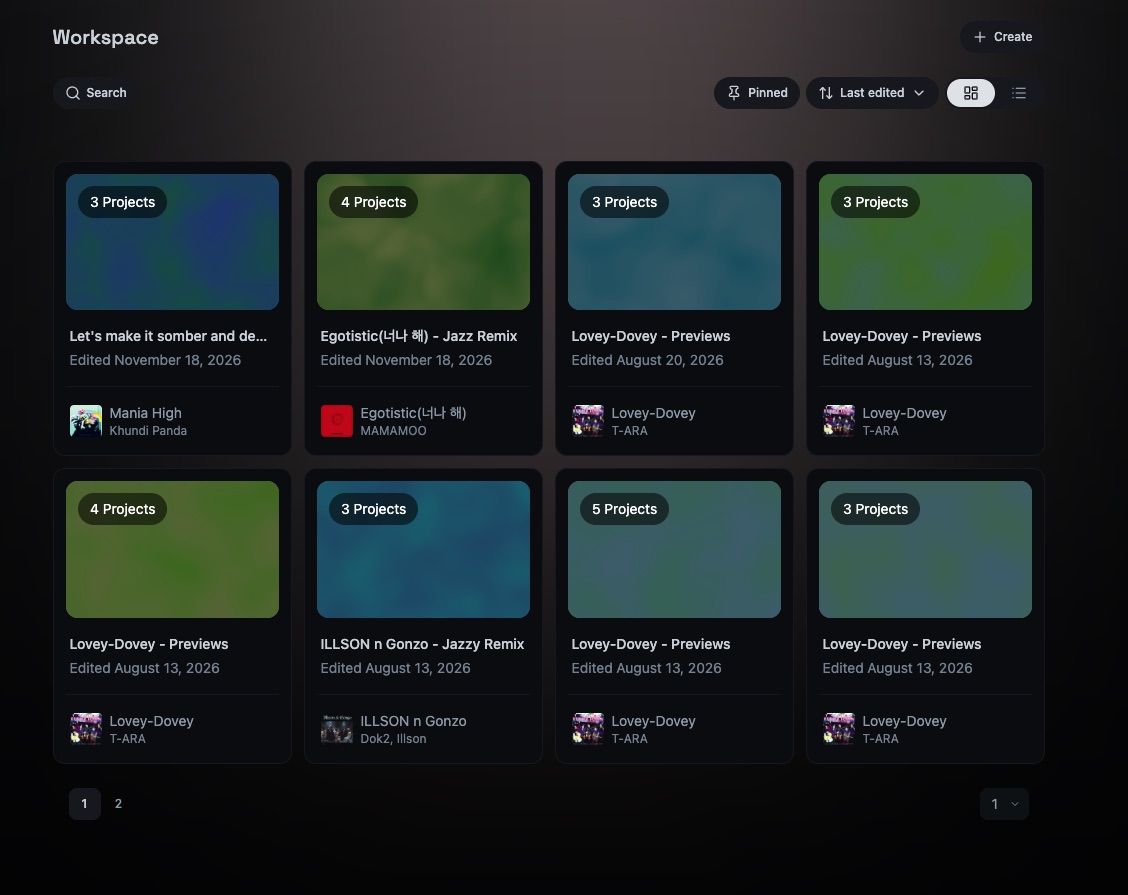 Workspace
Create
Search
Pinned
Last edited
3 Projects
Let's make it somber and de...
Edited November 18, 2026
Mania High
Khundi Panda
4 Projects
Egotistic(너나 해) - Jazz Remix
Edited November 18, 2026
Egotistic(너나 해)
MAMAMOO
3 Projects
Lovey-Dovey - Previews
Edited August 20, 2026
Lovey-Dovey
T-ARA
3 Projects
Lovey-Dovey - Previews
Edited August 13, 2026
Lovey-Dovey
T-ARA
4 Projects
Lovey-Dovey - Previews
Edited August 13, 2026
Lovey-Dovey
T-ARA
3 Projects
ILLSON n Gonzo - Jazzy Remix
Edited August 13, 2026
ILLSON n Gonzo
Dok2, Illson
5 Projects
Lovey-Dovey - Previews
Edited August 13, 2026
Lovey-Dovey
T-ARA
3 Projects
Lovey-Dovey - Previews
Edited August 13, 2026
Lovey-Dovey
T-ARA
1
2
1